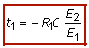 t₁ = – R₁C E₂/E₁